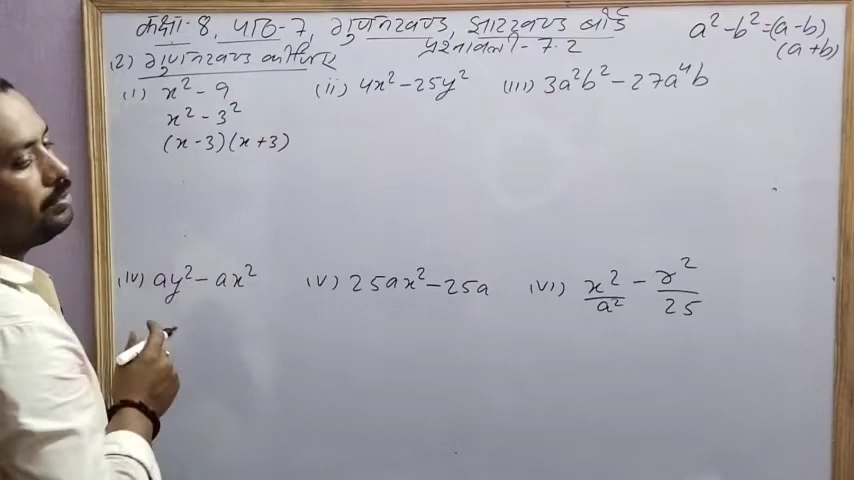 कक्षा-8, पाठ-7, गुणनखण्ड, झारखण्ड बोर्ड
प्रश्नावली-7.2
a²-b²=(a-b)
(a+b)
2) गुणनखण्ड कीजिए
(i) x²-9
x²-3²
(x-3)(x+3)
(ii) 4x²-25y²
(iii) 3a²b²-27a⁴b
(iv) ay²-ax²
(v) 25ax²-25a
(vi) x²/a² - r²/25